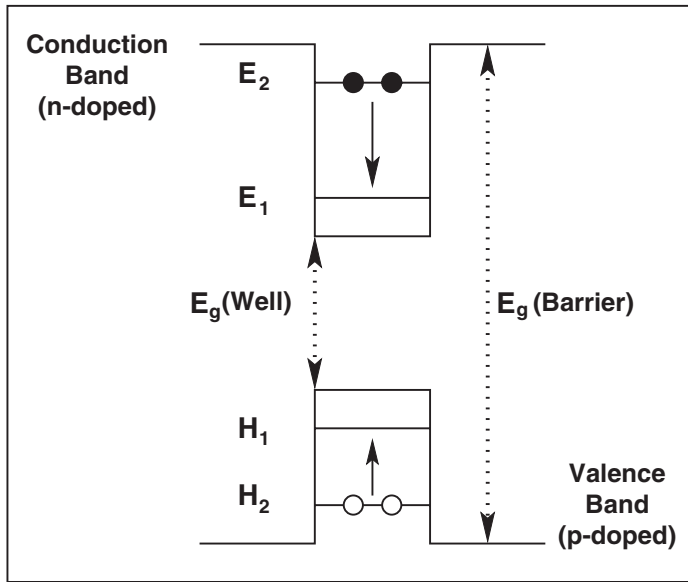 Conduction
Band
(n-doped)
E2
E1
Eg(Well)
Eg (Barrier)
H1
H2
Valence
Band
(p-doped)